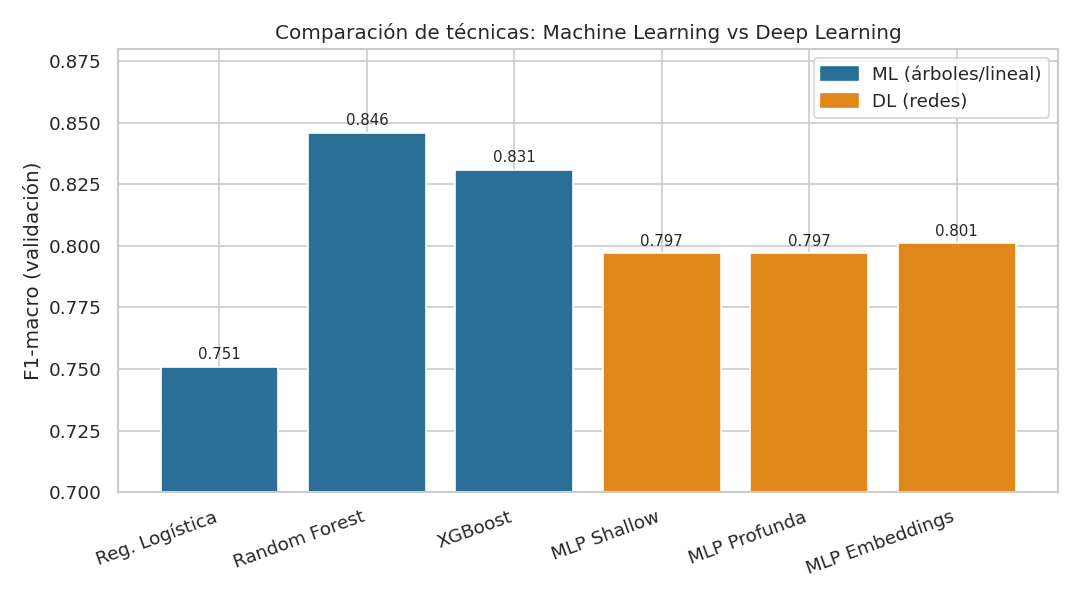 Comparación de técnicas: Machine Learning vs Deep Learning
ML (árboles/lineal)
DL (redes)
F1-macro (validación)
0.875
0.850
0.825
0.800
0.775
0.750
0.725
0.700
0.751
0.846
0.831
0.797
0.797
0.801
Reg. Logística
Random Forest
XGBoost
MLP Shallow
MLP Profunda
MLP Embeddings